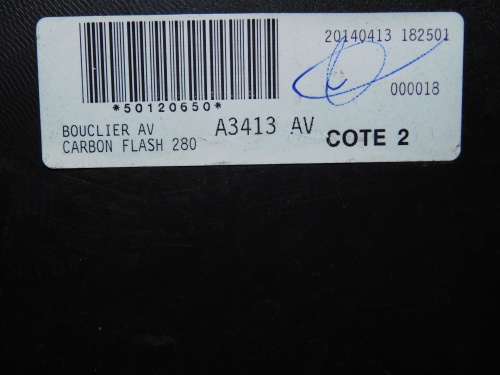 20140413 182501
000018
*50120650*
BOUCLIER AV
CARBON FLASH 280
A3413 AV
COTE 2